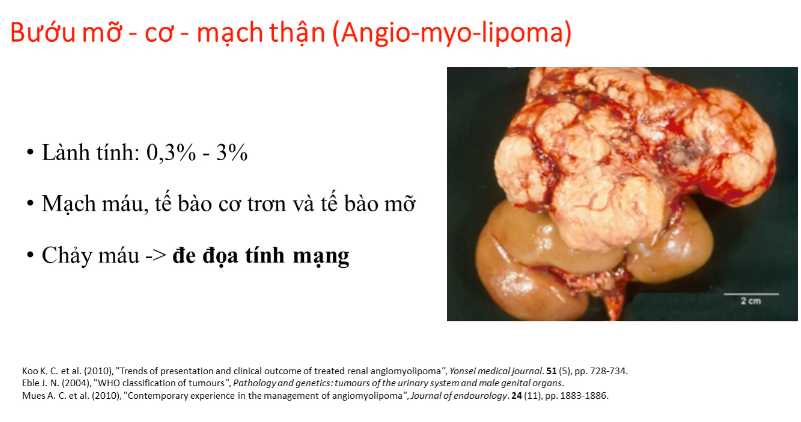 Bướu mỡ - cơ - mạch thận (Angio-myo-lipoma)
• Lành tính: 0,3% - 3%
• Mạch máu, tế bào cơ trơn và tế bào mỡ
• Chảy máu -> đe đọa tính mạng
2 cm
Koo K. C. et al. (2010), "Trends of presentation and clinical outcome of treated renal angiomyolipoma", Yonsei medical journal. 51 (5), pp. 728-734.
Eble J. N. (2004), "WHO classification of tumours", Pathology and genetics: tumours of the urinary system and male genital organs.
Mues A. C. et al. (2010), "Contemporary experience in the management of angiomyolipoma", Journal of endourology. 24 (11), pp. 1883-1886.